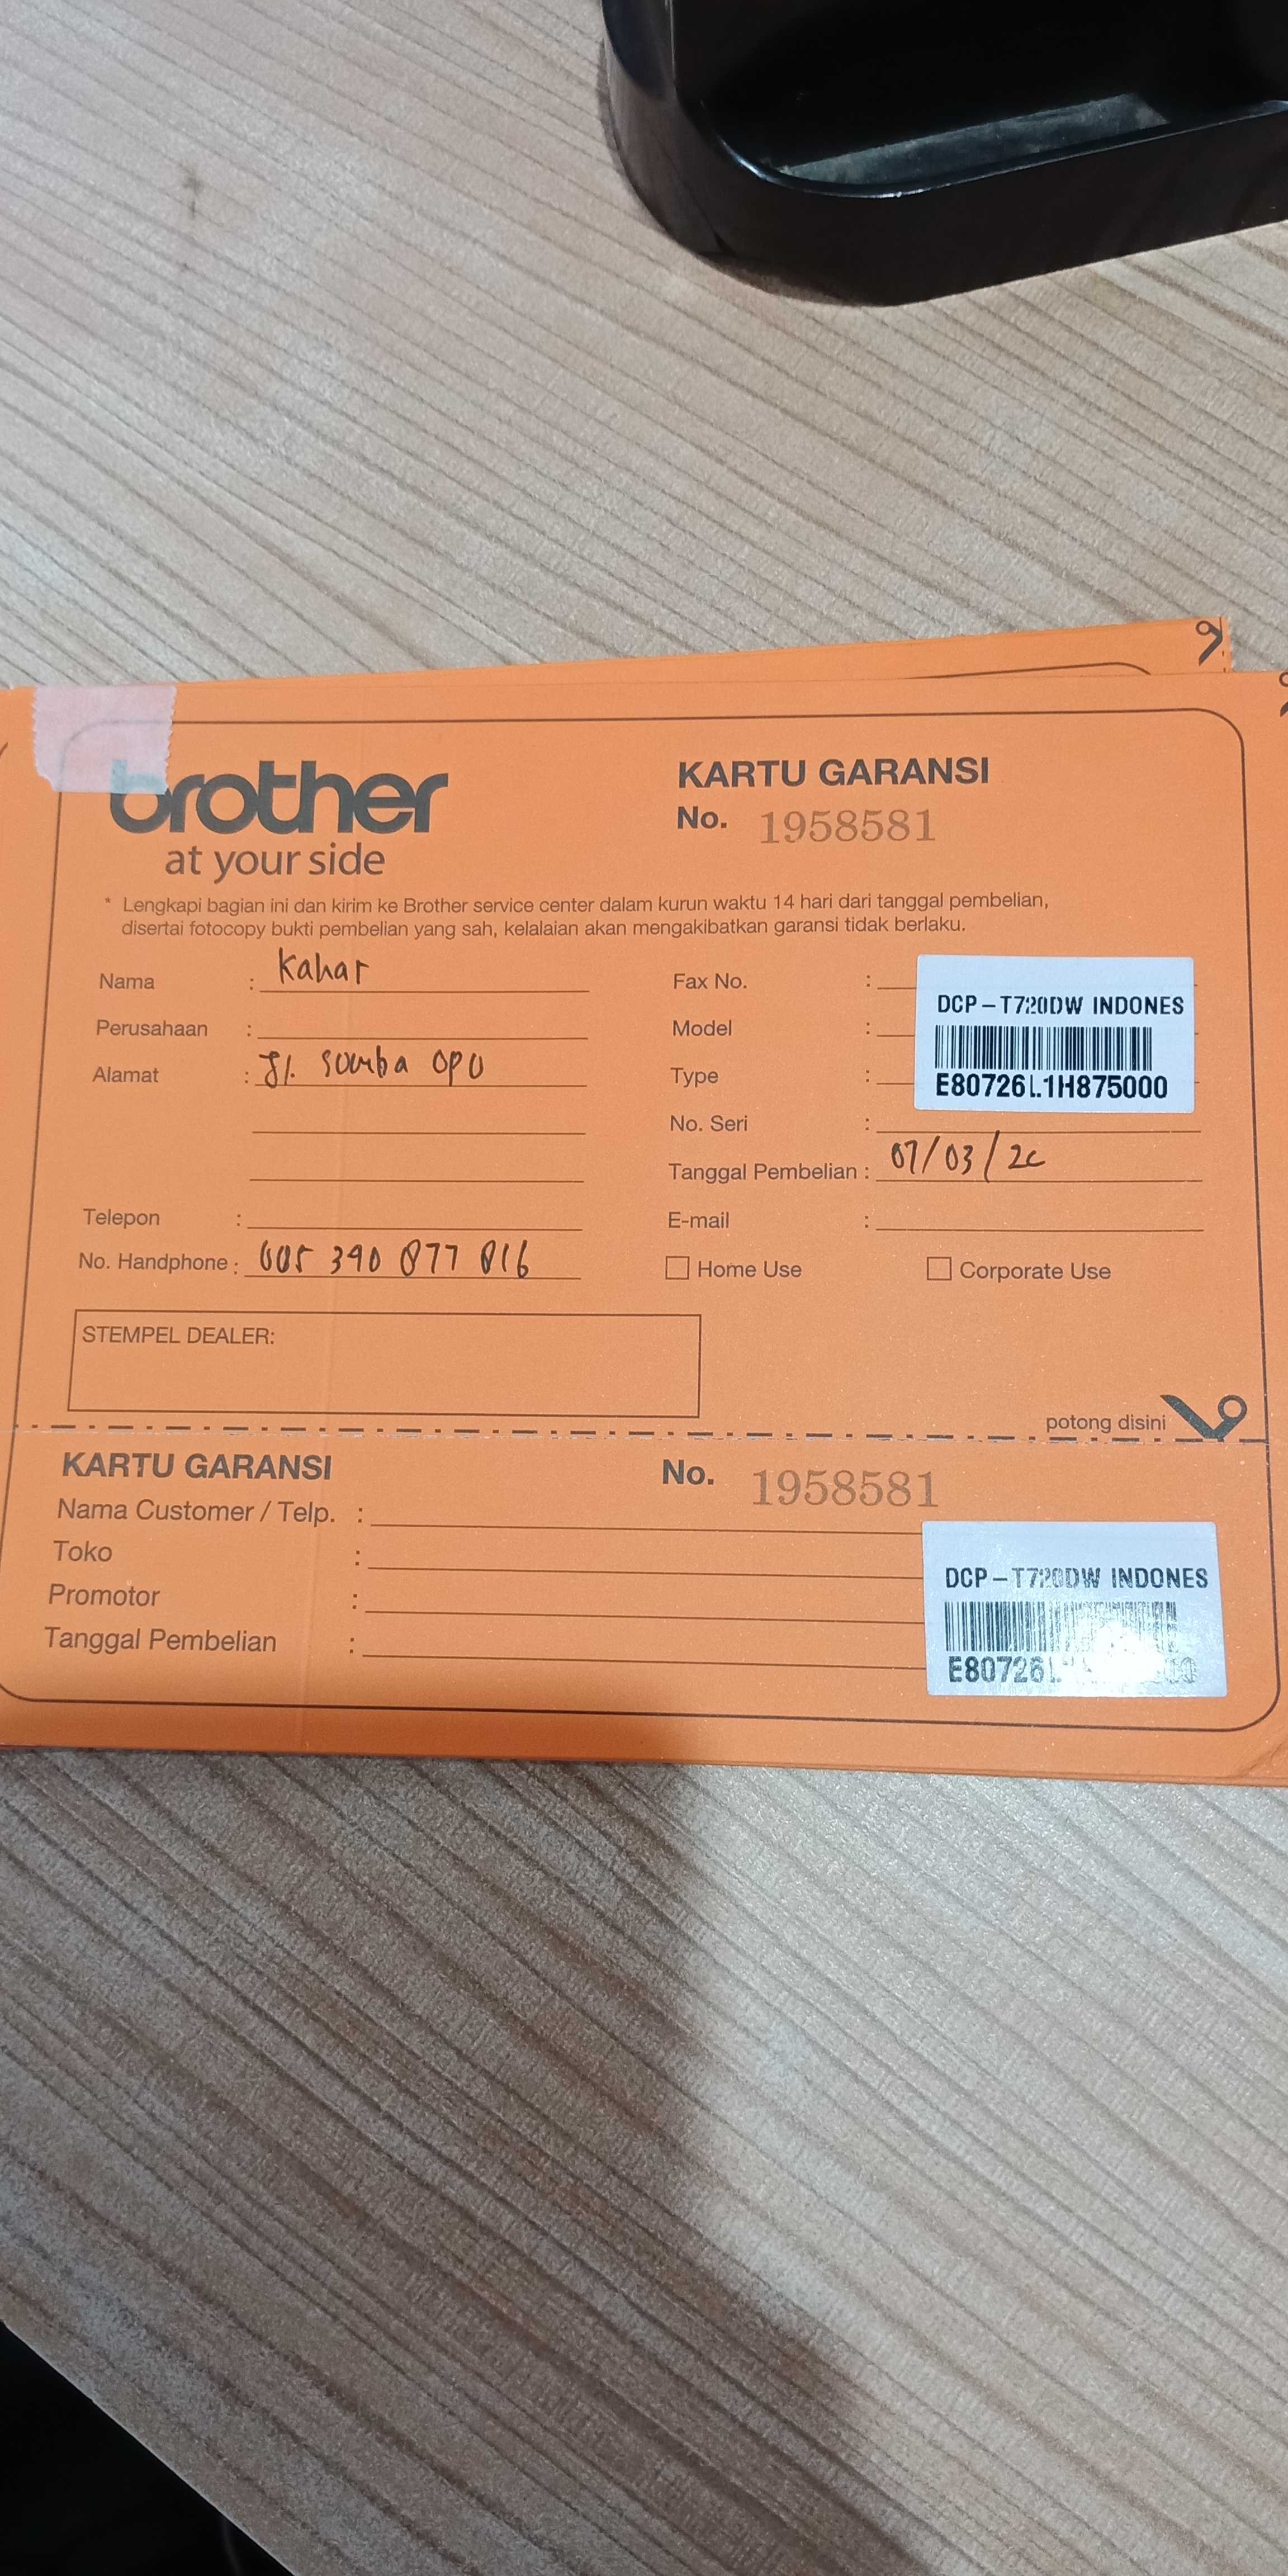 brother
at your side
KARTU GARANSI
No. 1958581
* Lengkapi bagian ini dan kirim ke Brother service center dalam kurun waktu 14 hari dari tanggal pembelian,
disertai fotocopy bukti pembelian yang sah, kelalaian akan mengakibatkan garansi tidak berlaku.
Nama : Kahar
Perusahaan :
Alamat : Jl. Somba OPU
Telepon :
No. Handphone : 085 390 877 816
Fax No. :
Model :
Type :
No. Seri :
DCP-T720DW INDONES
E80726L1H875000
Tanggal Pembelian : 07/03/
E-mail :
Home Use
Corporate Use
STEMPEL DEALER:
potong disini
KARTU GARANSI
No. 1958581
Nama Customer / Telp. :
Toko :
Promotor :
Tanggal Pembelian :
DCP-T720DW INDONES